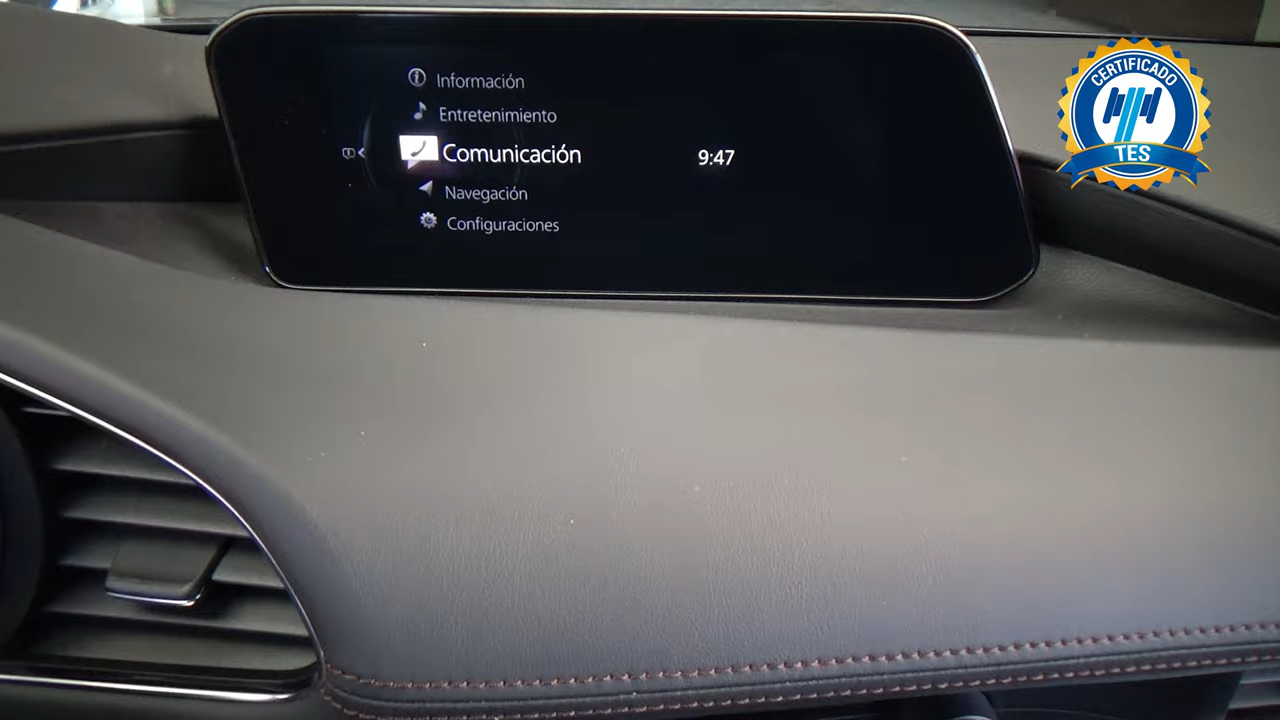 Información
Entretenimiento
Comunicación
9:47
Navegación
Configuraciones
CERTIFICADO
TES